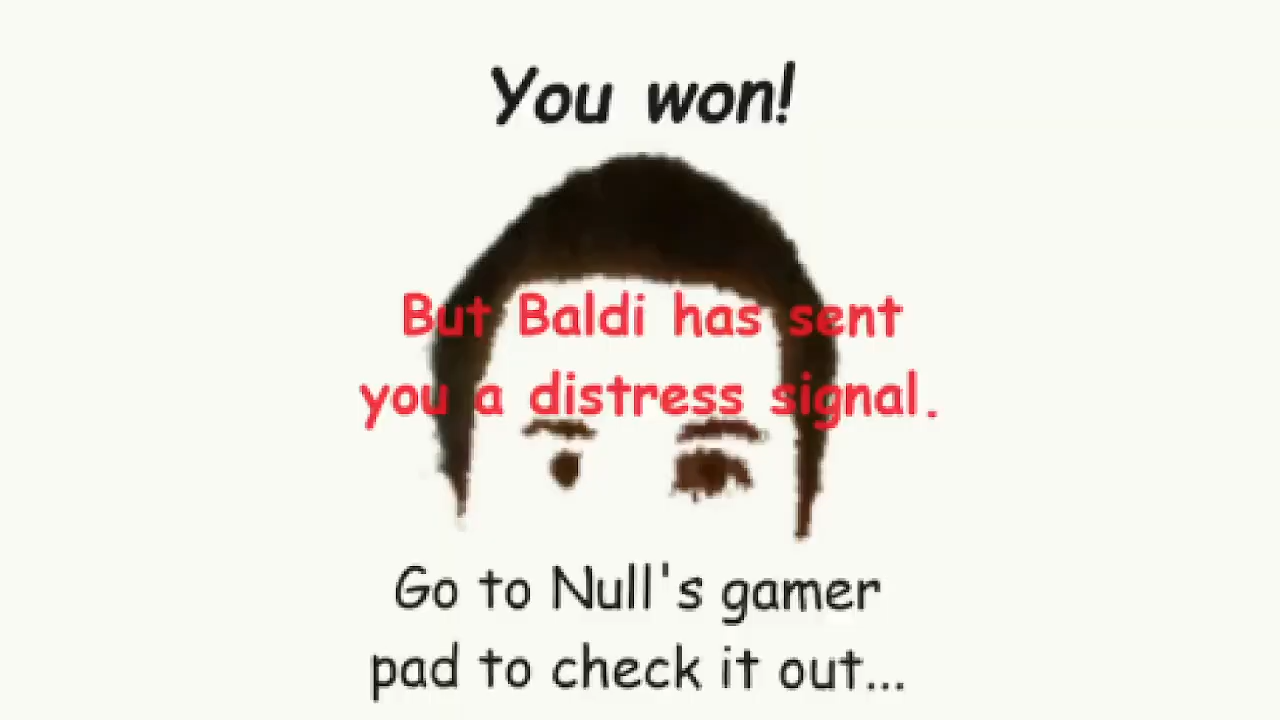 You won!
But Baldi has sent
you a distress signal.
Go to Null's gamer
pad to check it out...